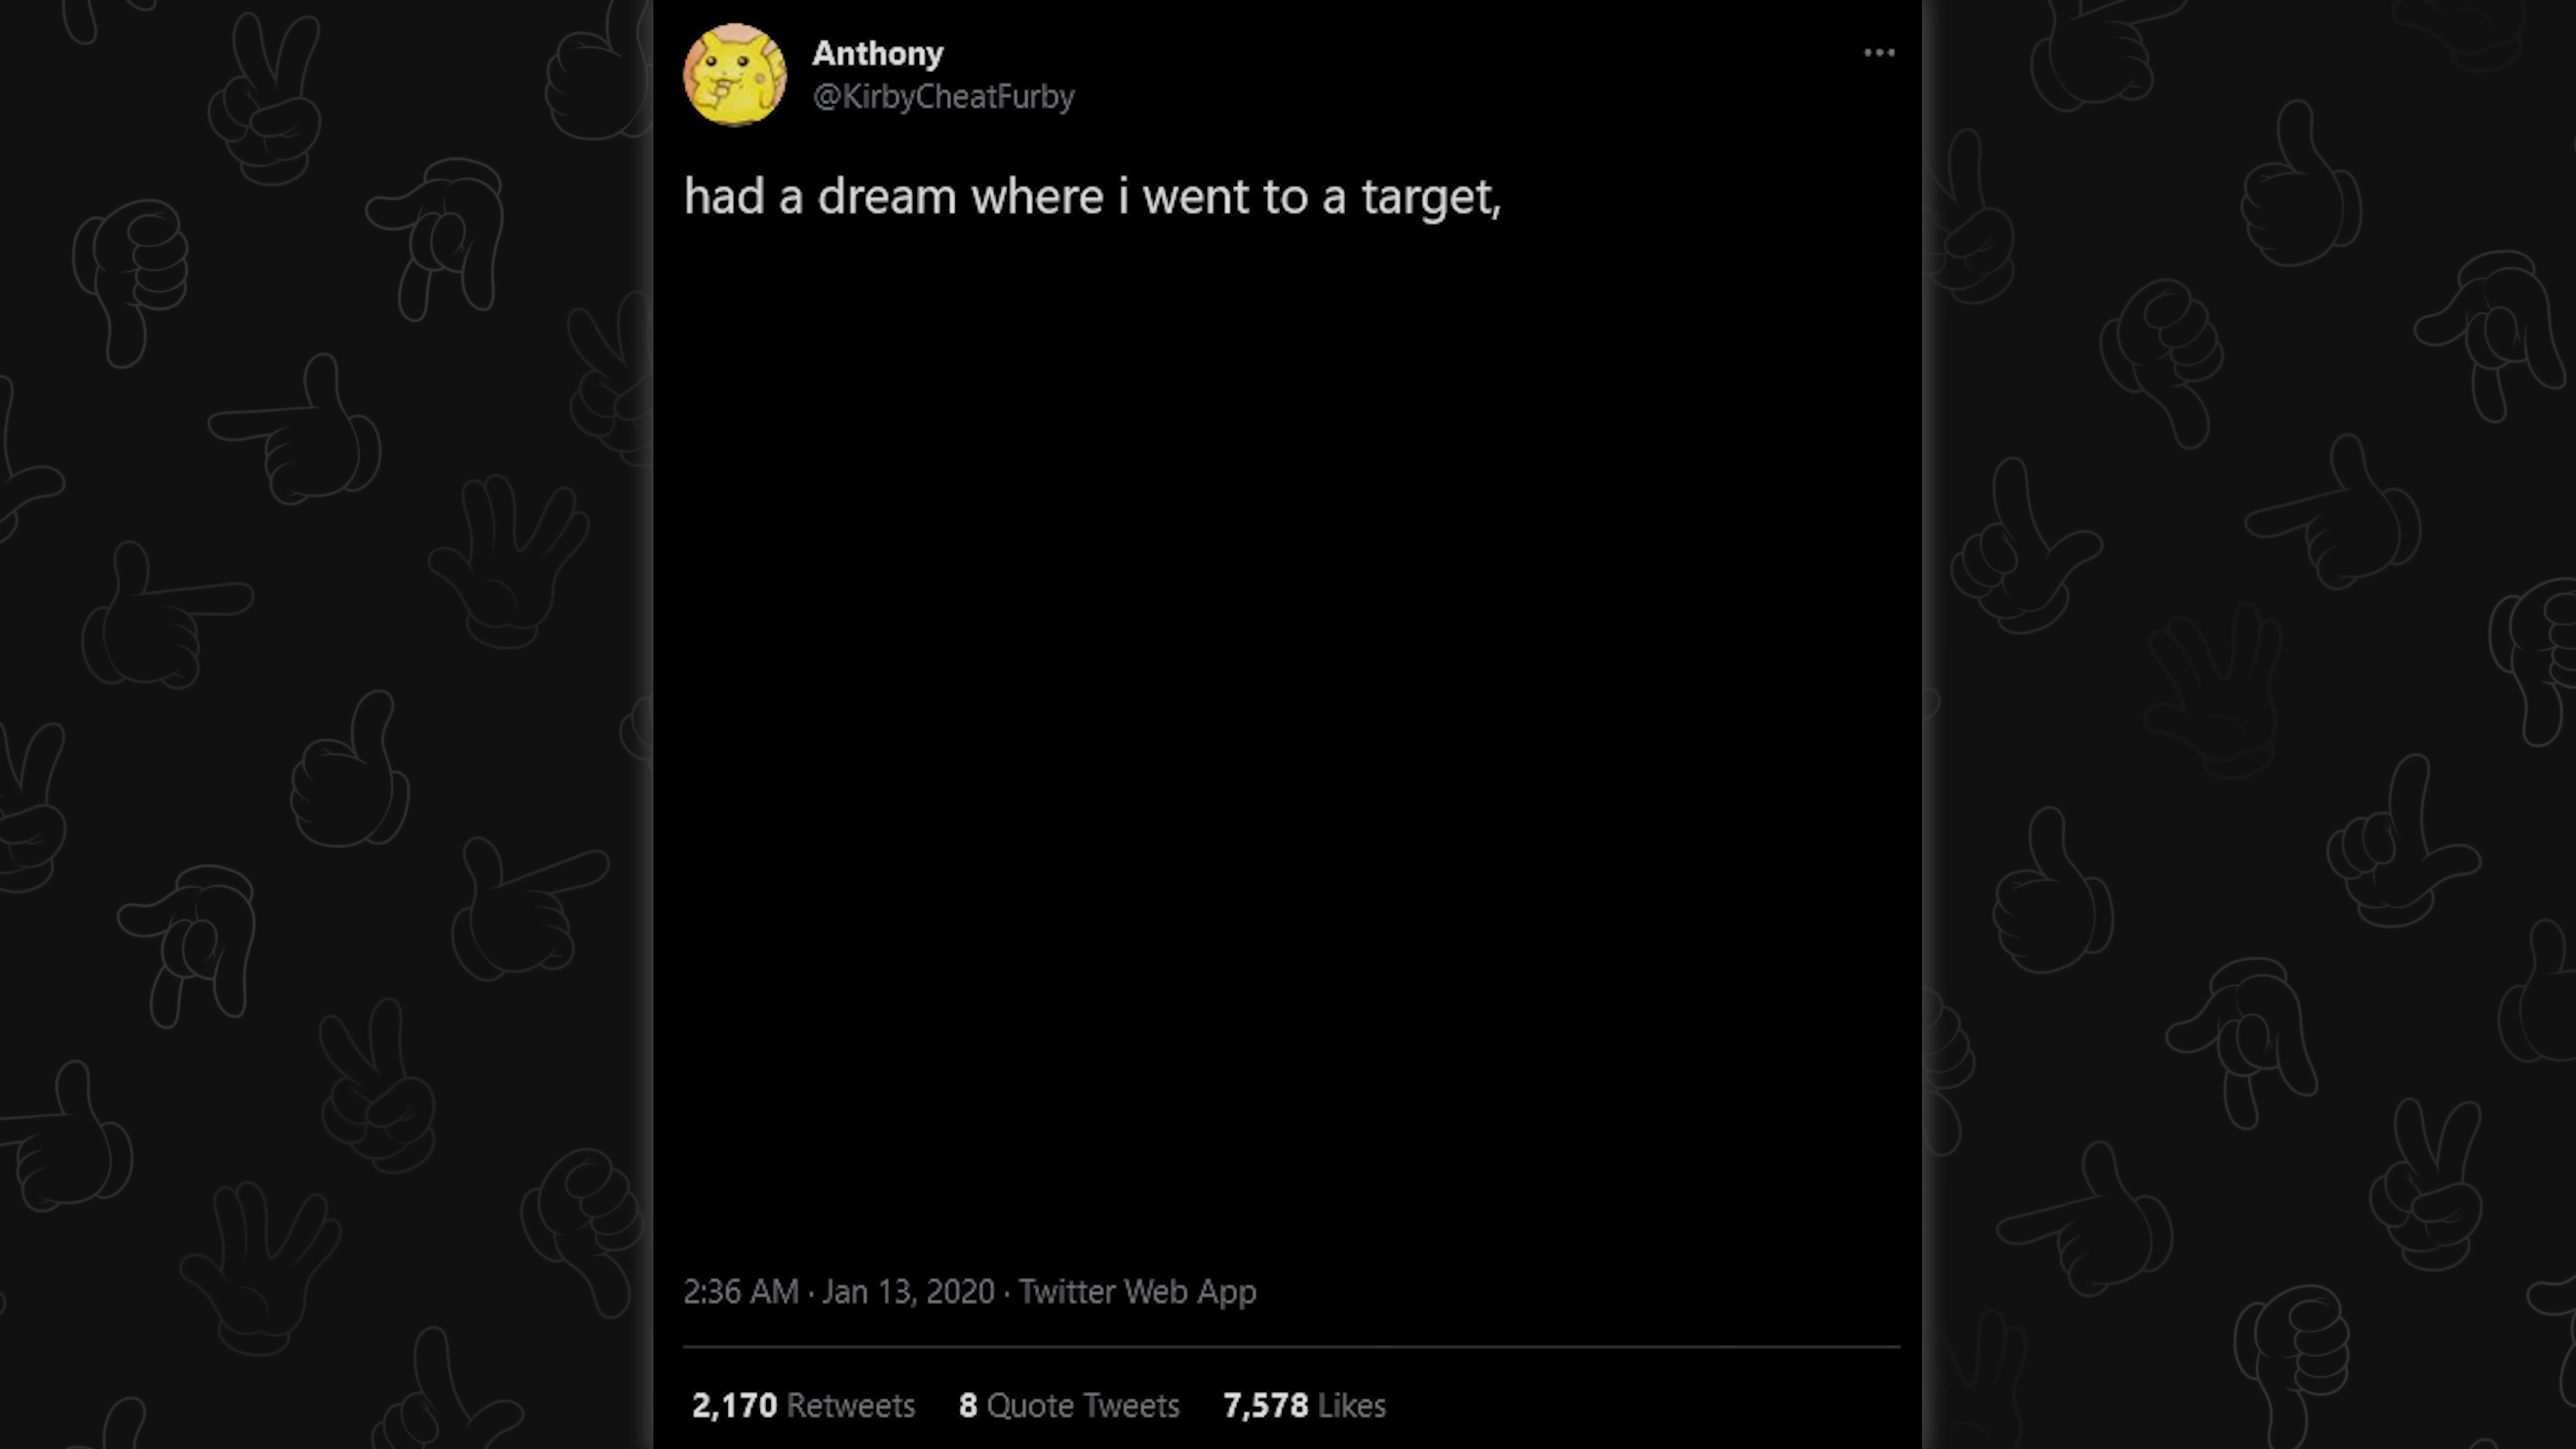 Anthony
@KirbyCheatFurby
had a dream where i went to a target,
2:36 AM · Jan 13, 2020 · Twitter Web App
2,170 Retweets 8 Quote Tweets 7,578 Likes